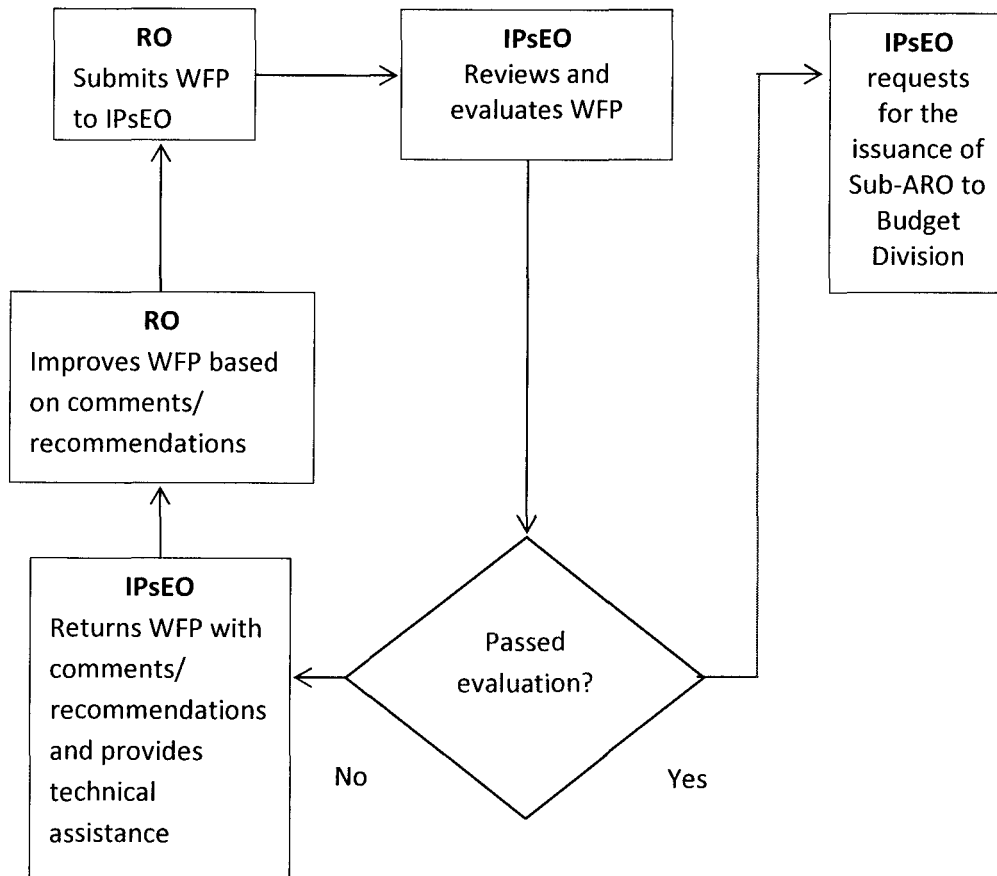 RO
Submits WFP
to IPsEO
IPsEO
Reviews and
evaluates WFP
IPsEO
requests
for the
issuance of
Sub-ARO to
Budget
Division
RO
Improves WFP based
on comments/
recommendations
IPsEO
Returns WFP with
comments/
recommendations
and provides
technical
assistance
Passed
evaluation?
No
Yes